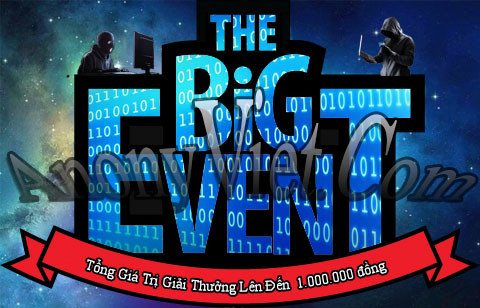 THE
BiG
EVENT
AnonyViet.Com
Tổng Giá Trị Giải Thưởng Lên Đến 1.000.000 đồng